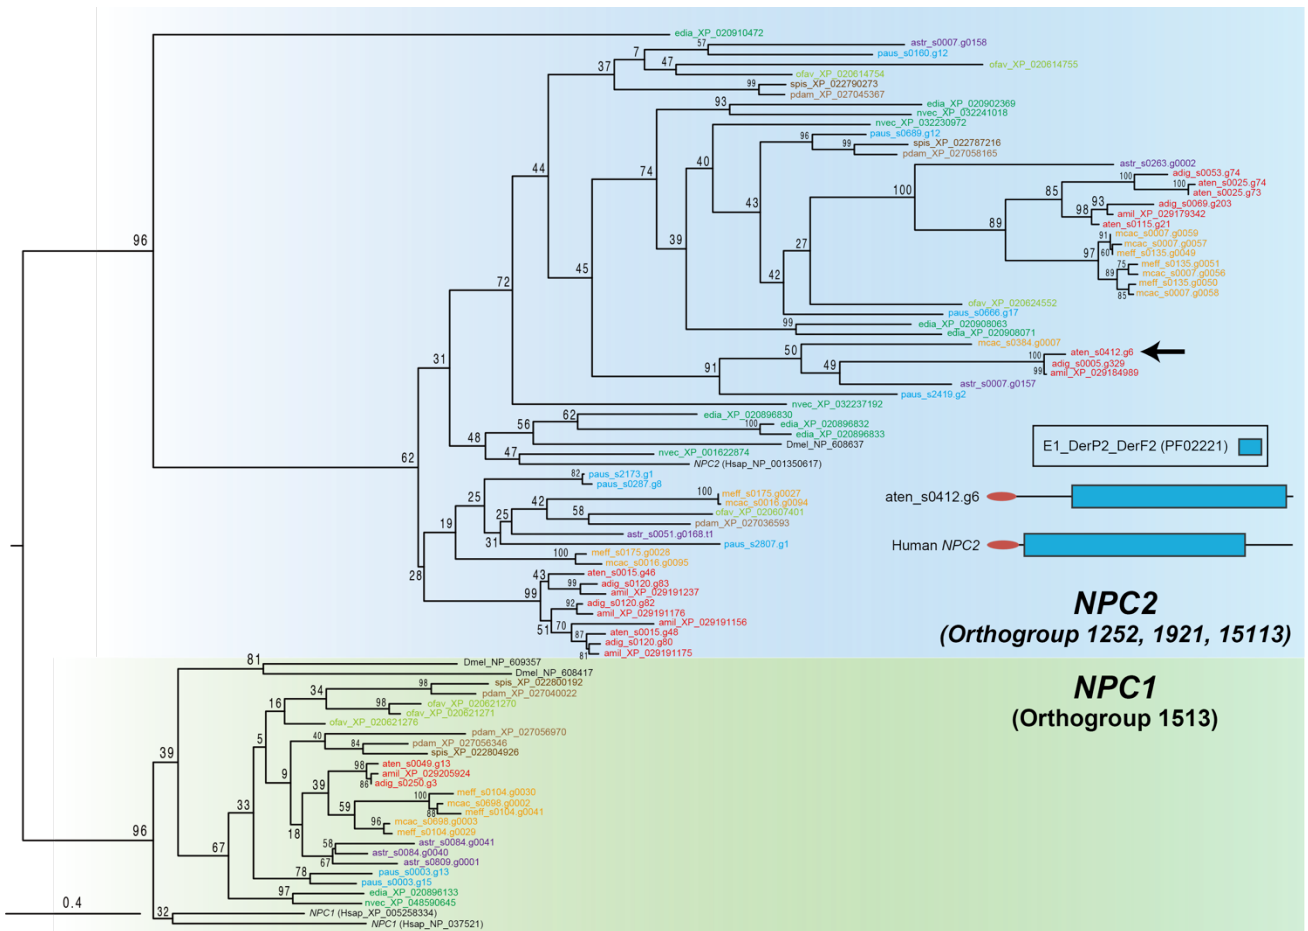 edia_XP_020910472
57
astr_s0007.g0158
7
paus_s0160.g12
37
47
ofav_XP_020614755
ofav_XP_020614754
99
spis_XP_022790273
pdam_XP_027045367
93
edia_XP_020902369
nvec_XP_032241018
nvec_XP_032230972
96
paus_s0689.g12
99
spis_XP_022787216
pdam_XP_027058165
44
74
40
astr_s0263.g0002
100
adig_s0053.g74
100
aten_s0025.g74
aten_s0025.g73
85
100
93
adig_s0069.g203
98
amil_XP_029179342
aten_s0115.g21
43
89
91
mcac_s0007.g0059
mcac_s0007.g0057
60
meff_s0135.g0049
96
39
27
97
75
meff_s0135.g0051
89
mcac_s0007.g0056
45
42
meff_s0135.g0050
85
mcac_s0007.g0058
72
ofav_XP_020624552
paus_s0666.g17
99
edia_XP_020908063
edia_XP_020908071
mcac_s0384.g0007
50
100
aten_s0412.g6
31
91
49
adig_s0005.g329
99
amil_XP_029184989
astr_s0007.g0157
paus_s2419.g2
nvec_XP_032237192
62
edia_XP_020896830
56
100
edia_XP_020896832
edia_XP_020896833
48
Dmel_NP_608637
47
nvec_XP_001622874
NPC2 (Hsap_NP_001350617)
E1_DerP2_DerF2 (PF02221)
62
82
paus_s2173.g1
paus_s0287.g8
25
100
meff_s0175.g0027
42
mcac_s0016.g0094
aten_s0412.g6
58
ofav_XP_020607401
25
pdam_XP_027036593
19
astr_s0051.g0168.t1
31
paus_s2807.g1
Human NPC2
100
meff_s0175.g0028
mcac_s0016.g0095
28
43
aten_s0015.g46
99
adig_s0120.g83
amil_XP_029191237
99
92
adig_s0120.g82
amil_XP_029191176
NPC2
51
70
amil_XP_029191156
87
aten_s0015.g48
(Orthogroup 1252, 1921, 15113)
adig_s0120.g80
81
amil_XP_029191175
81
Dmel_NP_609357
Dmel_NP_608417
98
spis_XP_022800192
NPC1
34
pdam_XP_027040022
16
98
ofav_XP_020621270
ofav_XP_020621271
(Orthogroup 1513)
ofav_XP_020621276
5
40
pdam_XP_027056970
84
pdam_XP_027056346
39
spis_XP_022804926
98
aten_s0049.g13
9
amil_XP_029205924
86
adig_s0250.g3
39
100
meff_s0104.g0030
59
mcac_s0698.g0002
33
88
meff_s0104.g0041
96
mcac_s0698.g0003
96
18
meff_s0104.g0029
58
astr_s0084.g0041
astr_s0084.g0040
67
67
astr_s0809.g0001
78
paus_s0003.g13
paus_s0003.g15
97
edia_XP_020896133
0.4
nvec_XP_048590645
32
NPC1 (Hsap_XP_005258334)
NPC1 (Hsap_NP_037521)